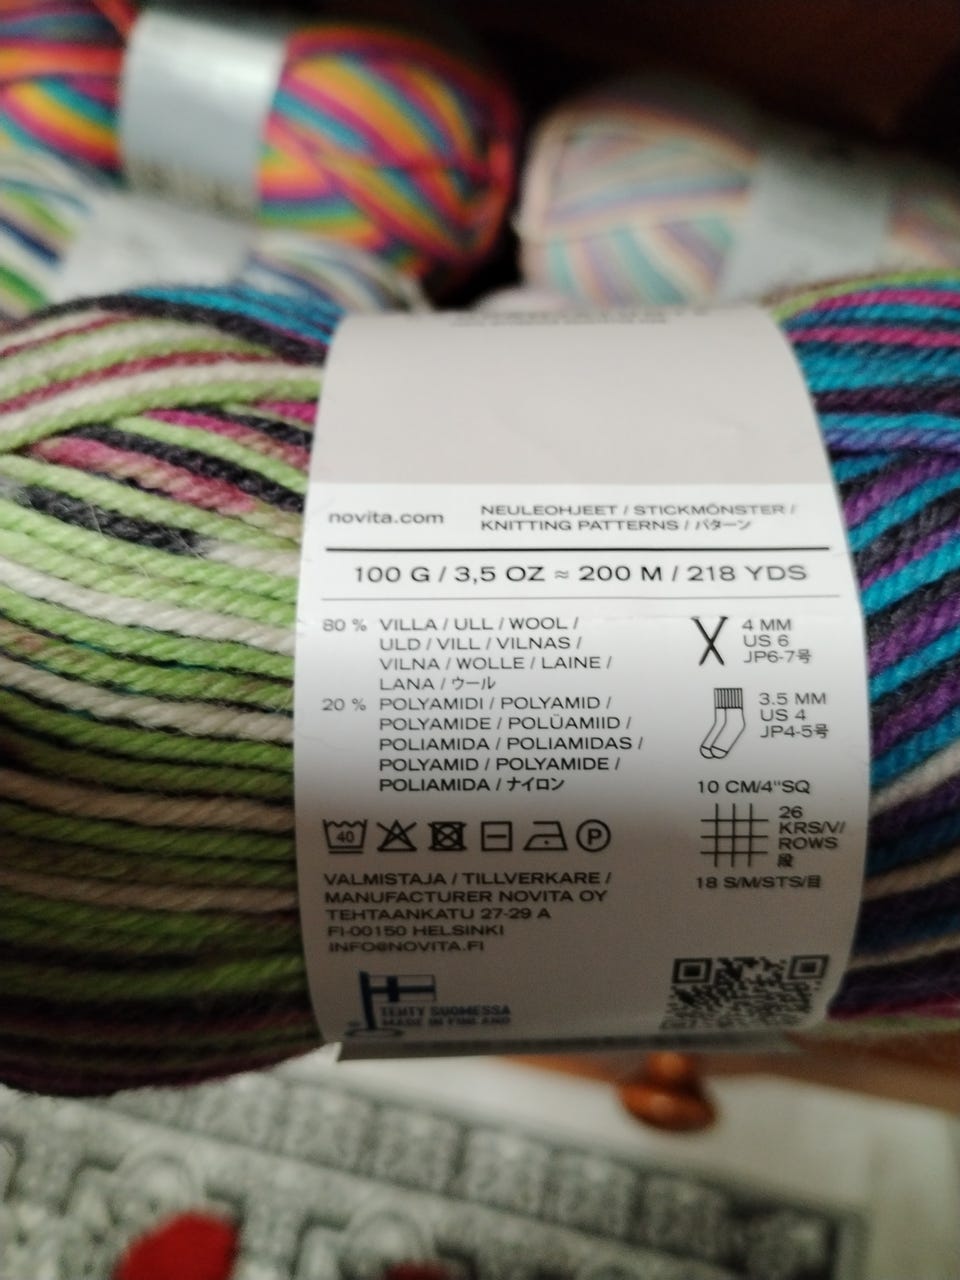 novita.com
NEULEOHJEET / STICKMÖNSTER /
KNITTING PATTERNS / パターン
100 G / 3,5 OZ ≈ 200 M / 218 YDS
80 % VILLA / ULL / WOOL /
ULD / VILL / VILNAS /
VILNA / WOLLE / LAINE /
LANA / ウール
20 % POLYAMIDI / POLYAMID /
POLYAMIDE / POLÜAMIID /
POLIAMIDA / POLIAMIDAS /
POLYAMID / POLYAMIDE /
POLIAMIDA / ナイロン
4 MM
US 6
JP6-7号
3.5 MM
US 4
JP4-5号
10 CM/4"SQ
26
KRS/V/
ROWS
段
18 S/M/STS/目
40
P
VALMISTAJA / TILLVERKARE /
MANUFACTURER NOVITA OY
TEHTAANKATU 27-29 A
FI-00150 HELSINKI
INFO@NOVITA.FI
TEHTY SUOMESSA
MADE IN FINLAND